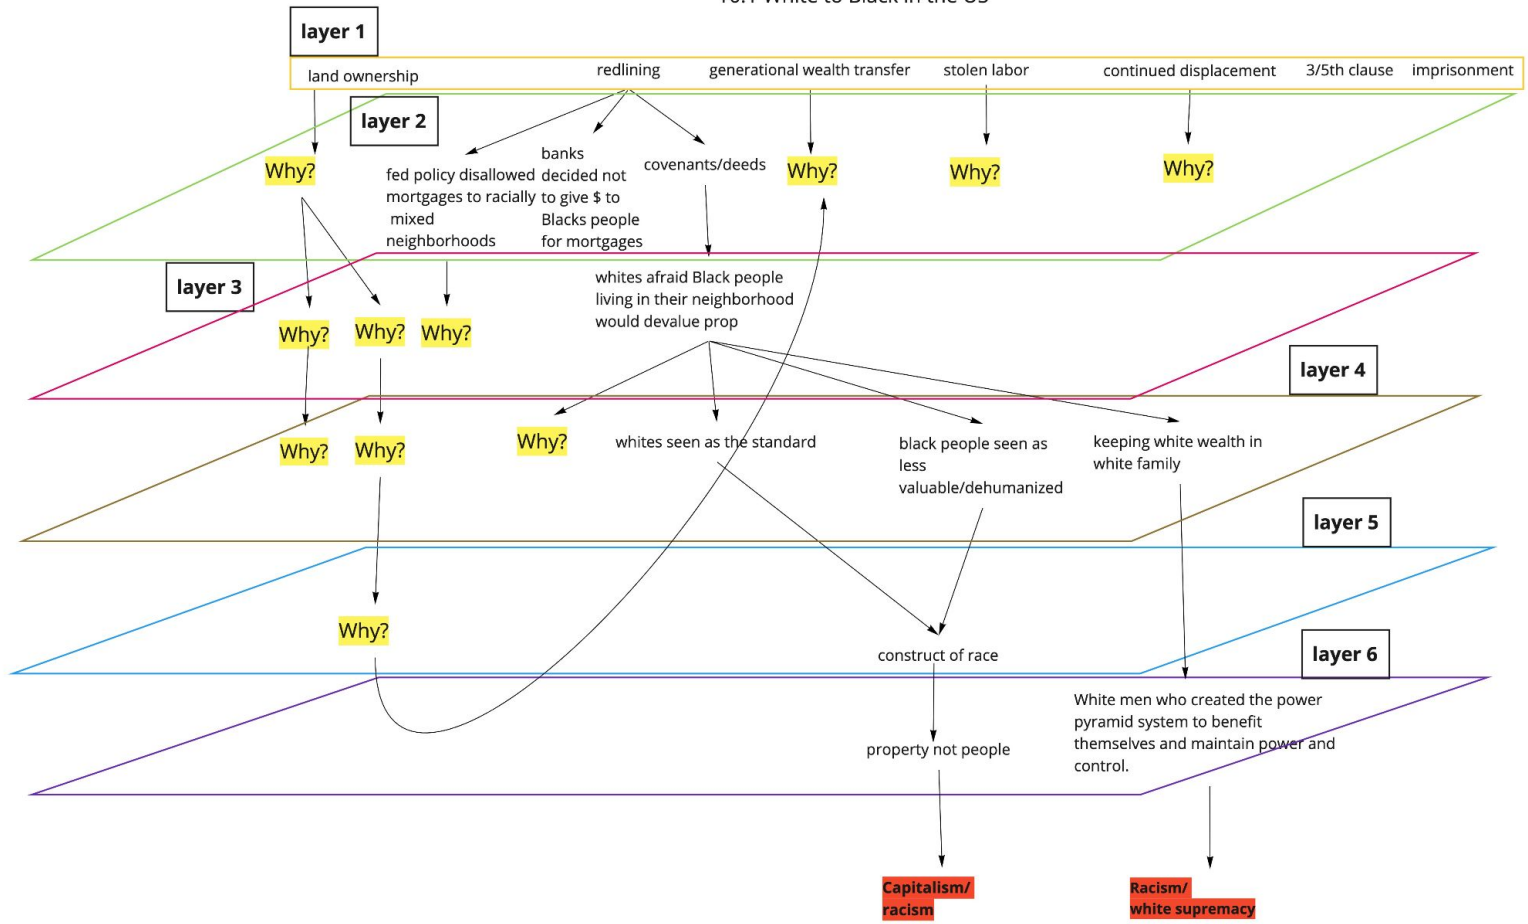 layer 1
land ownership
redlining
generational wealth transfer
stolen labor
continued displacement
3/5th clause
imprisonment
layer 2
Why?
fed policy disallowed
mortgages to racially
mixed
neighborhoods
banks
decided not
to give $ to
Blacks people
for mortgages
covenants/deeds
Why?
Why?
Why?
layer 3
Why?
Why?
Why?
whites afraid Black people
living in their neighborhood
would devalue prop
layer 4
Why?
Why?
Why?
whites seen as the standard
black people seen as
less
valuable/dehumanized
keeping white wealth in
white family
layer 5
Why?
construct of race
layer 6
property not people
White men who created the power
pyramid system to benefit
themselves and maintain power and
control.
Capitalism/
racism
Racism/
white supremacy